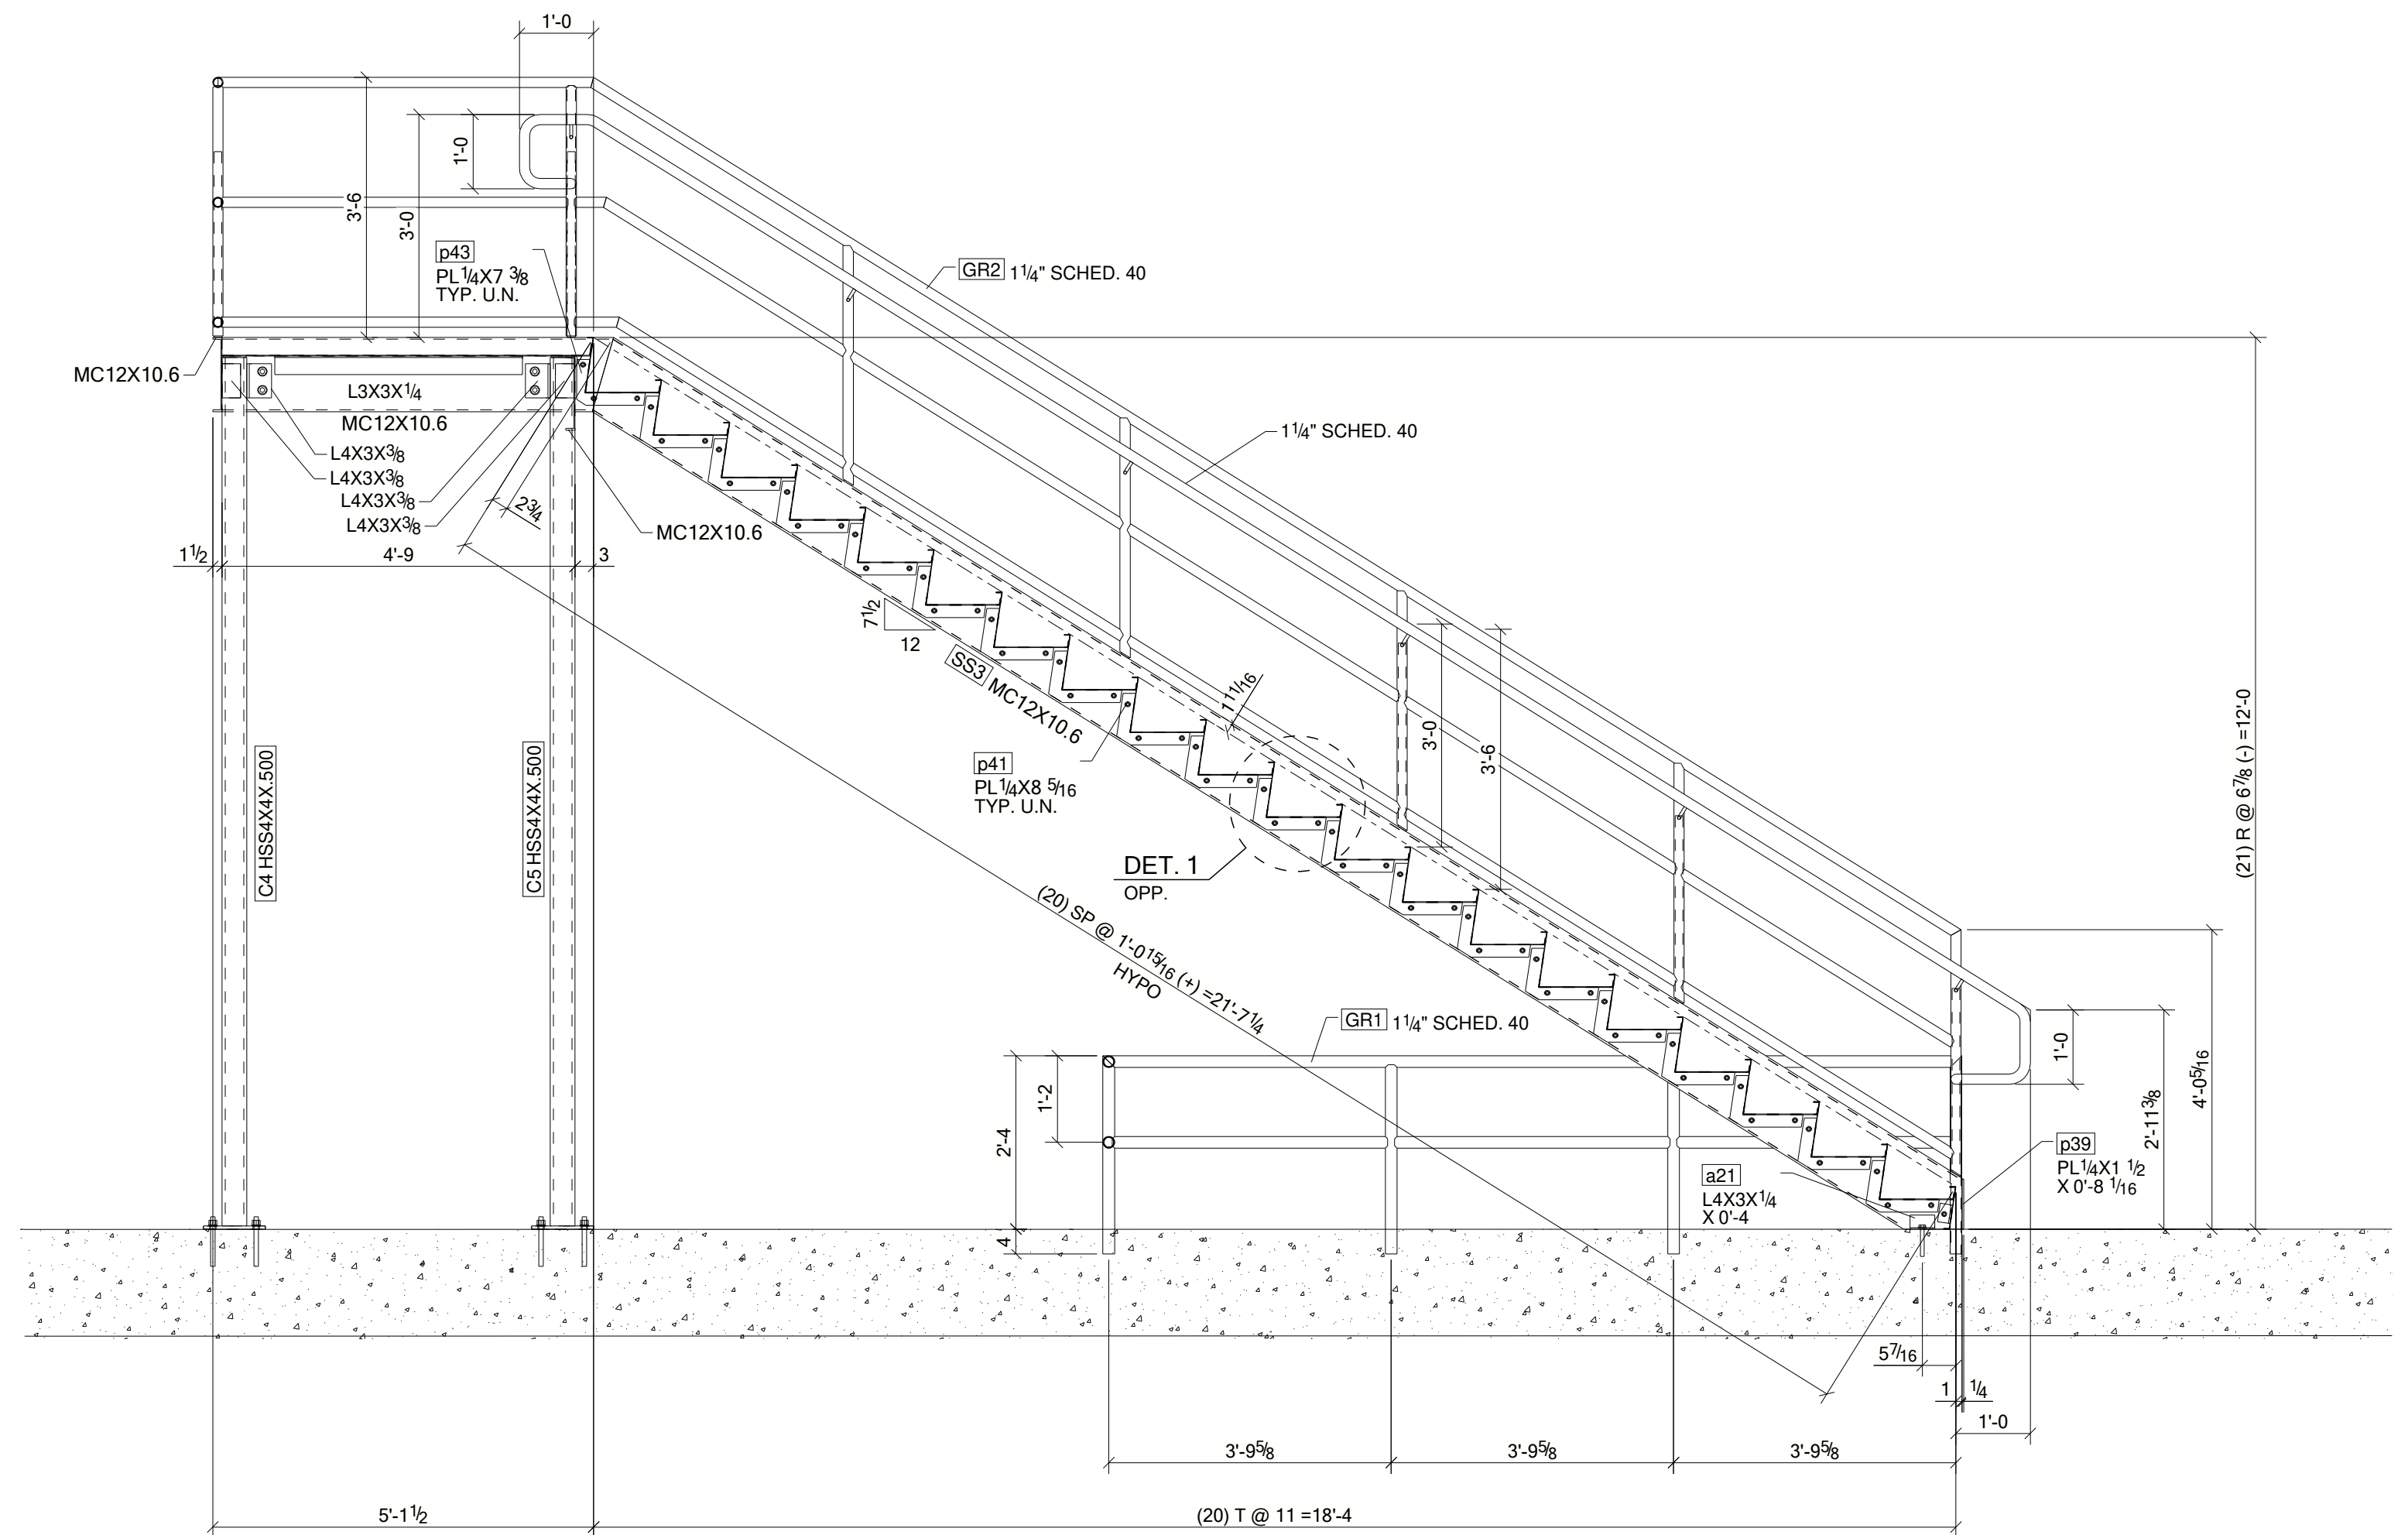 1'-0
3'-6
3'-0
1'-0
p43
PL1/4X7 3/8
TYP. U.N.
GR2 1 1/4" SCHED. 40
MC12X10.6
L3X3X1/4
MC12X10.6
L4X3X3/8
L4X3X3/8
L4X3X3/8
L4X3X3/8
2 3/4
1 1/2
4'-9
3
MC12X10.6
1 1/4" SCHED. 40
7 1/2
12
SS3 MC12X10.6
1 11/16
p41
PL1/4X8 5/16
TYP. U.N.
3'-0
3'-6
C4 HSS4X4X.500
C5 HSS4X4X.500
DET. 1
OPP.
(21) R @ 6 7/8 (-) =12'-0
(20) SP @ 1'-0 15/16 (+) =21'-7 1/4
HYPO
GR1 1 1/4" SCHED. 40
2'-4
1'-2
4
a21
L4X3X1/4
X 0'-4
1'-0
2'-11 3/8
4'-0 5/16
p39
PL1/4X1 1/2
X 0'-8 1/16
5 7/16
1
1/4
1'-0
3'-9 5/8
3'-9 5/8
3'-9 5/8
5'-1 1/2
(20) T @ 11 =18'-4